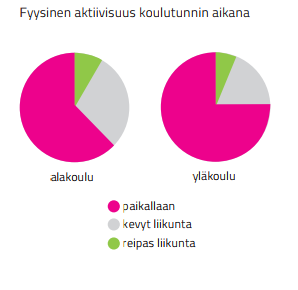 Fyysinen aktiivisuus koulutunnin aikana
alakoulu
yläkoulu
paikallaan
kevyt liikunta
reipas liikunta